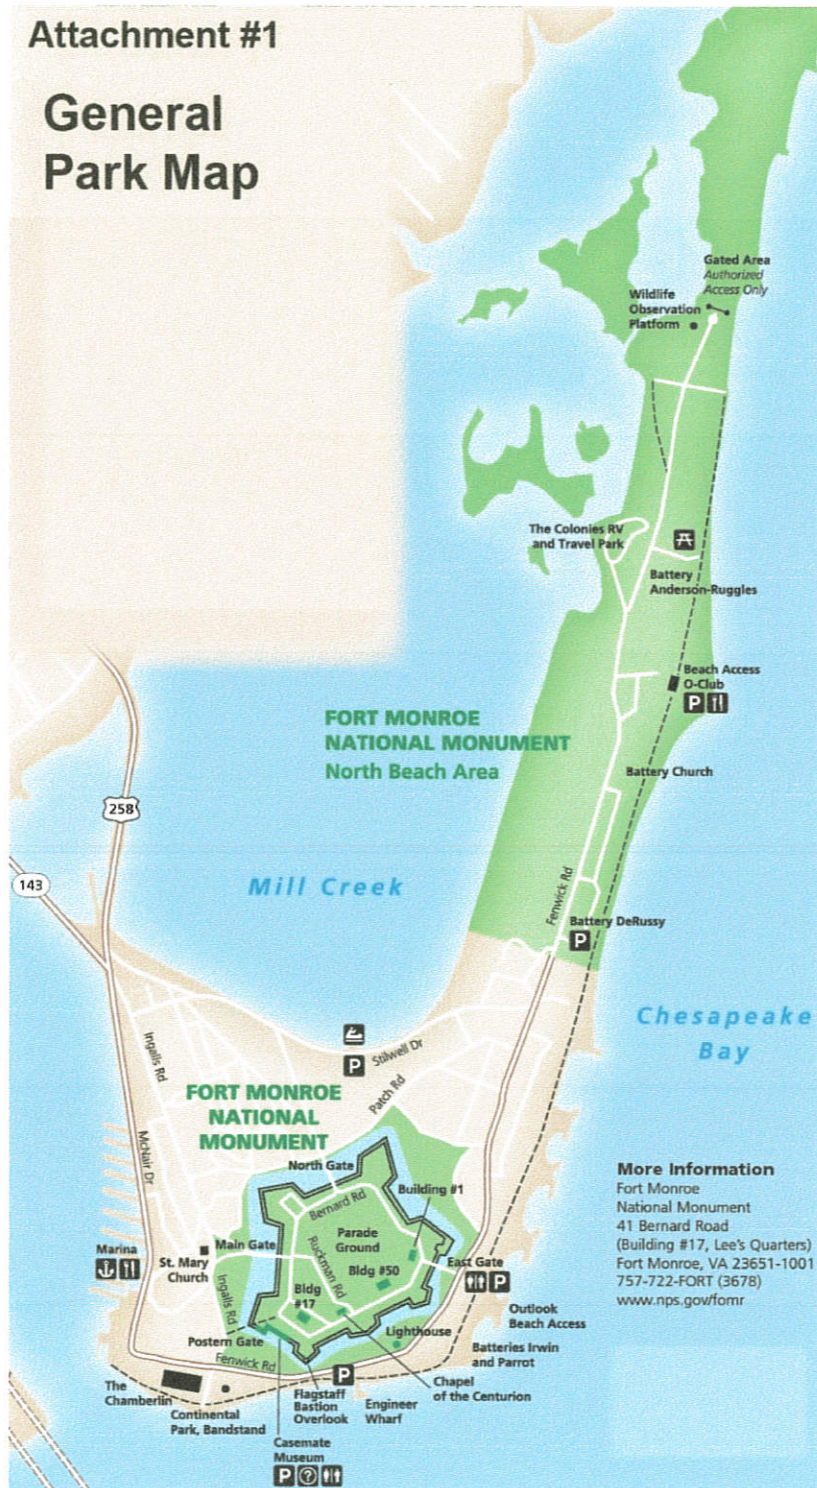 Attachment #1
General
Park Map
Gated Area
Authorized
Access Only
Wildlife
Observation
Platform
The Colonies RV
and Travel Park
Battery
Anderson-Ruggles
Beach Access
O-Club
P
FORT MONROE
NATIONAL MONUMENT
North Beach Area
Battery Church
258
143
Mill Creek
Fenwick Rd
Battery DeRussy
P
Chesapeake
Bay
Ingalls Rd
P
Stilwell Dr
FORT MONROE
NATIONAL
MONUMENT
Patch Rd
McNair Dr
North Gate
Building #1
Bernard Rd
Parade
Ground
Ruckman Rd
Main Gate
Marina
St. Mary
Church
Bldg #50
East Gate
P
Bldg
#17
Ingalls Rd
Outlook
Beach Access
Postern Gate
Lighthouse
Batteries Irwin
and Parrot
Fenwick Rd
P
Chapel
of the Centurion
The
Chamberlin
Flagstaff
Bastion
Overlook
Engineer
Wharf
Continental
Park, Bandstand
Casemate
Museum
P ?
More Information
Fort Monroe
National Monument
41 Bernard Road
(Building #17, Lee's Quarters)
Fort Monroe, VA 23651-1001
757-722-FORT (3678)
www.nps.gov/fomr